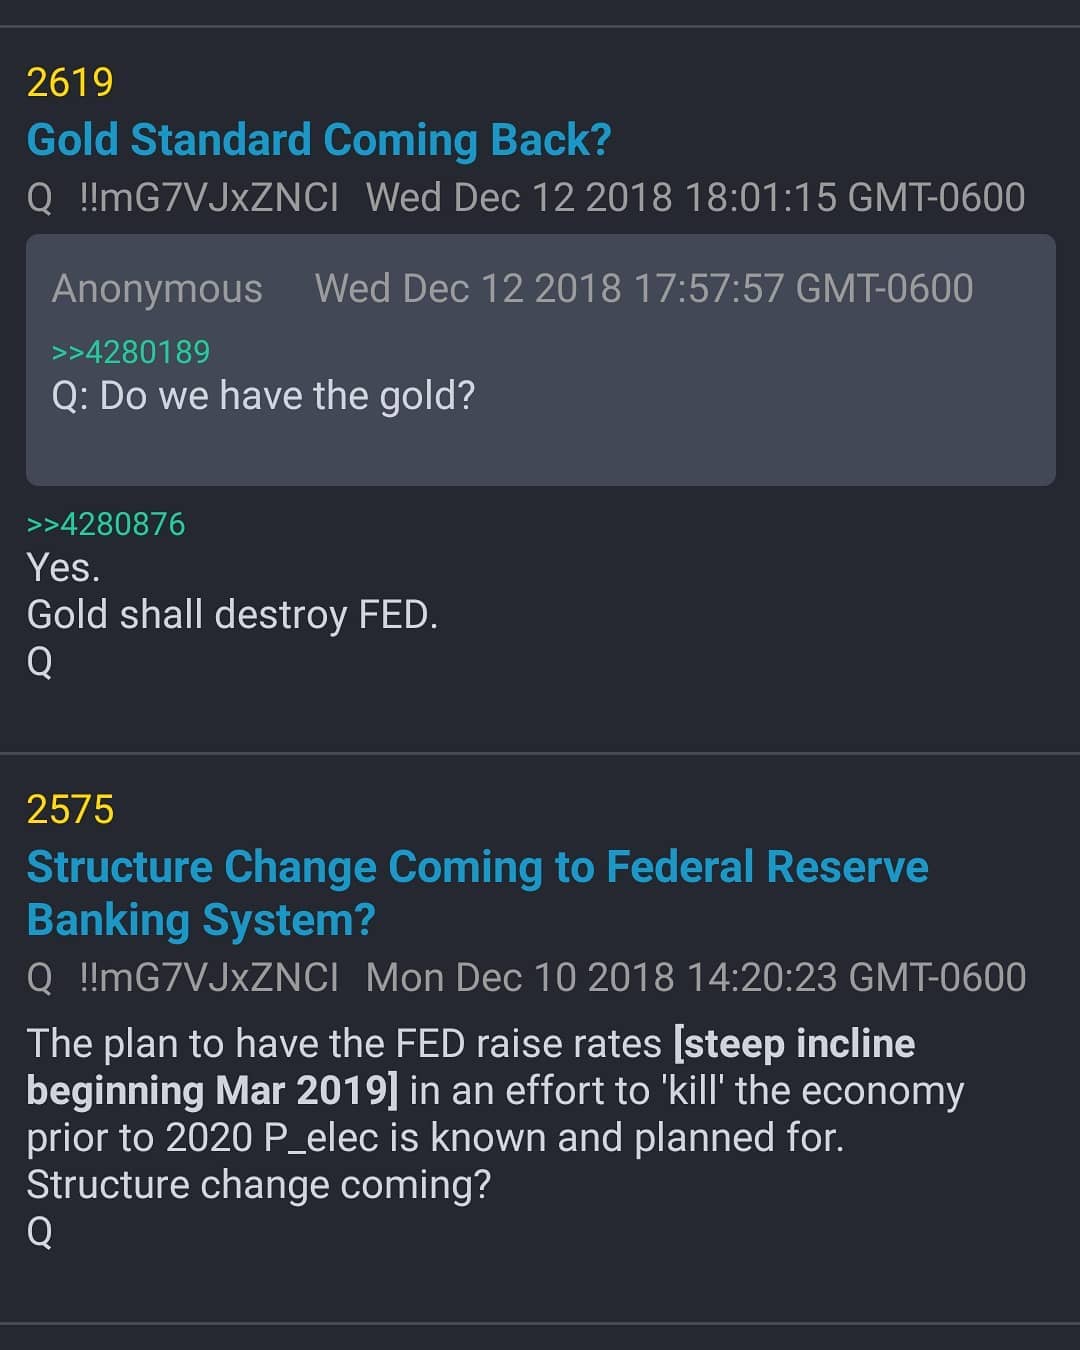 2619
Gold Standard Coming Back?
Q !!mG7VJxZNCI Wed Dec 12 2018 18:01:15 GMT-0600
Anonymous Wed Dec 12 2018 17:57:57 GMT-0600
>>4280189
Q: Do we have the gold?
>>4280876
Yes.
Gold shall destroy FED.
Q
2575
Structure Change Coming to Federal Reserve
Banking System?
Q !!mG7VJxZNCI Mon Dec 10 2018 14:20:23 GMT-0600
The plan to have the FED raise rates [steep incline
beginning Mar 2019] in an effort to 'kill' the economy
prior to 2020 P_elec is known and planned for.
Structure change coming?
Q